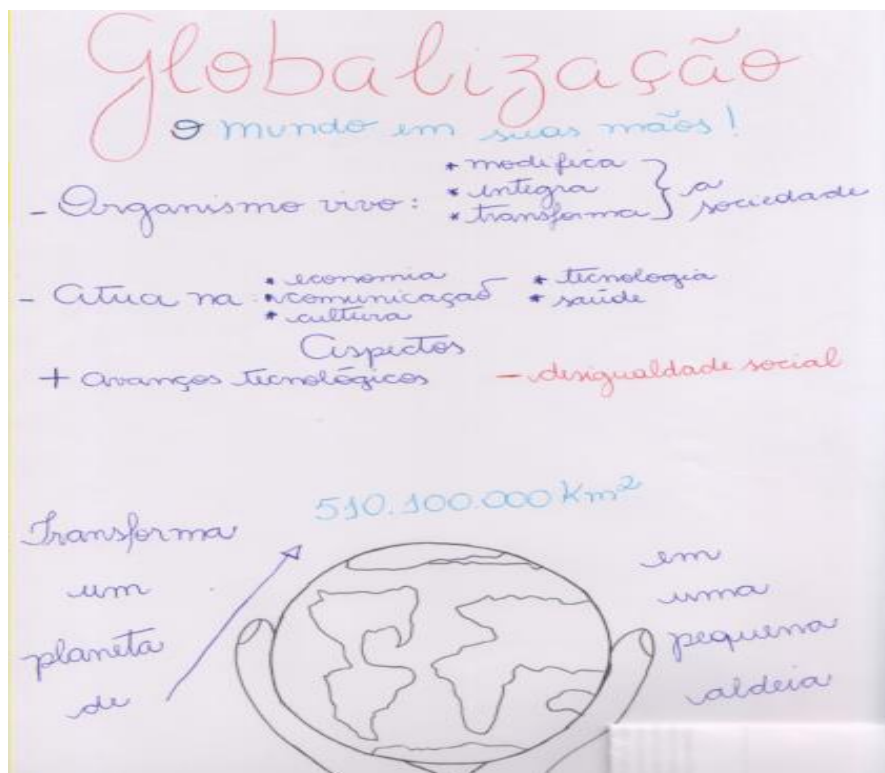 Globalização
O mundo em suas mãos!
- Organismo vivo: * modifica
* integra
* transforma } a sociedade
- Atua na: * economia * tecnologia
* comunicação * saúde
* cultura
Aspectos
+ avanços tecnológicos - desigualdade social
Transforma
um
planeta
de
510.100.000 Km²
em
uma
pequena
aldeia